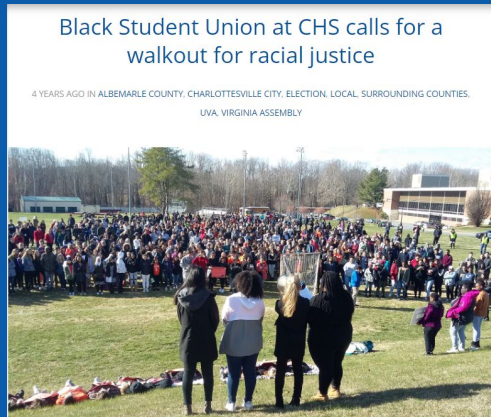 Black Student Union at CHS calls for a
walkout for racial justice
4 YEARS AGO IN ALBEMARLE COUNTY, CHARLOTTESVILLE CITY, ELECTION, LOCAL, SURROUNDING COUNTIES,
UVA, VIRGINIA ASSEMBLY